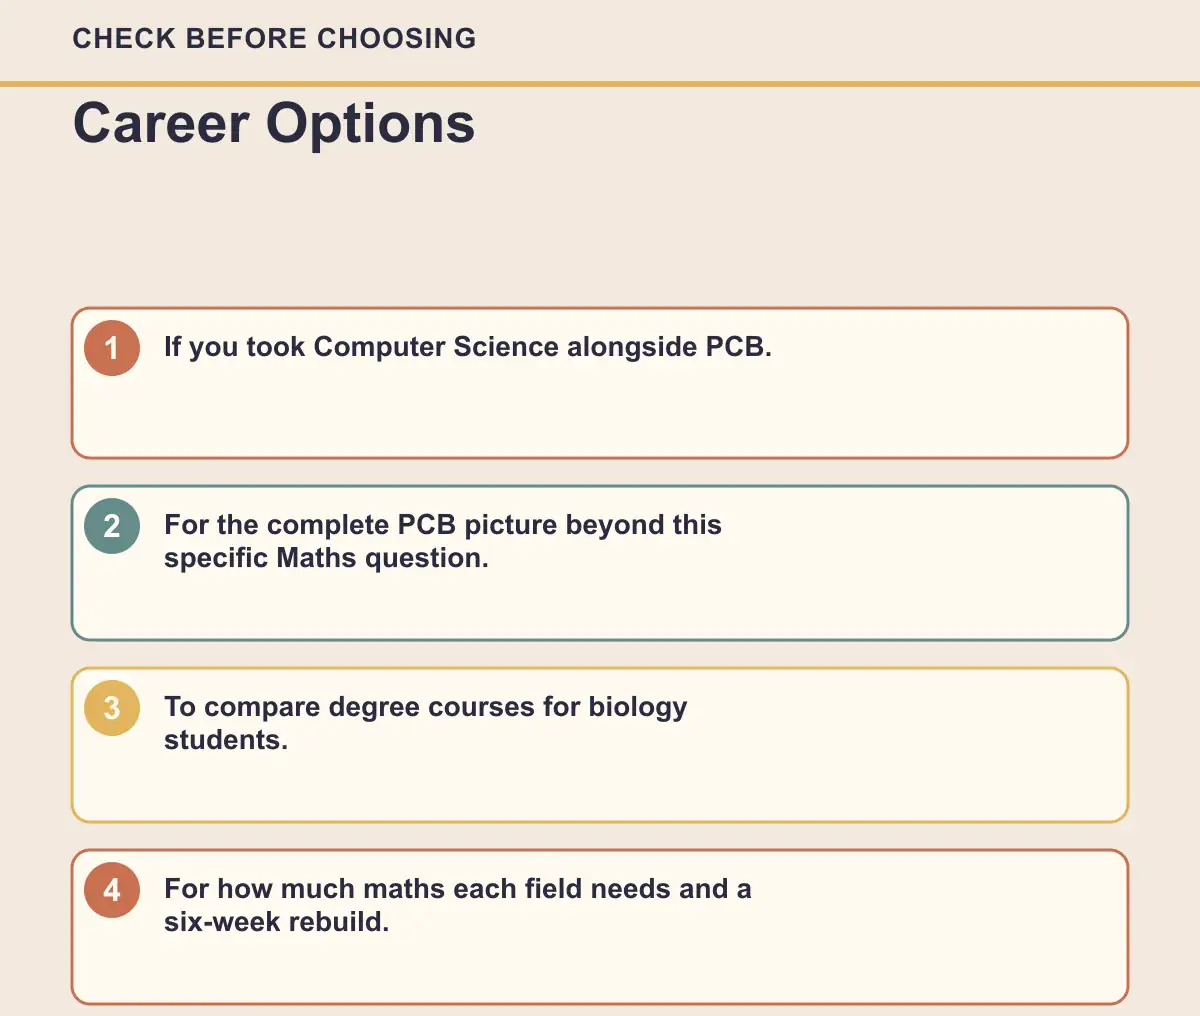 CHECK BEFORE CHOOSING
Career Options
1
If you took Computer Science alongside PCB.
2
For the complete PCB picture beyond this
specific Maths question.
3
To compare degree courses for biology
students.
4
For how much maths each field needs and a
six-week rebuild.